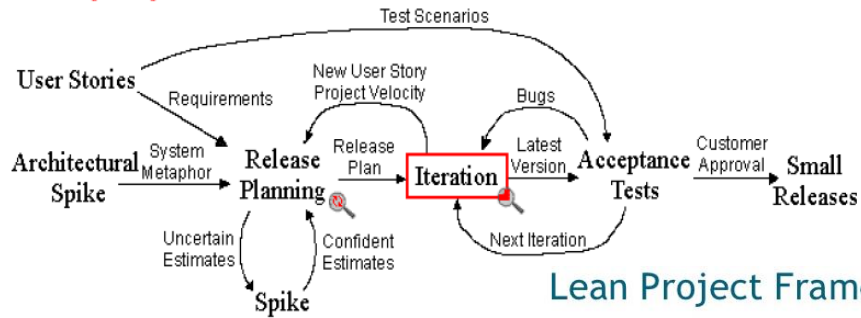 Test Scenarios
User Stories
New User Story
Project Velocity
Requirements
Bugs
Architectural
Spike
System
Metaphor
Release
Planning
Release
Plan
Iteration
Latest
Version
Acceptance
Tests
Customer
Approval
Small
Releases
Uncertain
Estimates
Confident
Estimates
Next Iteration
Spike
Lean Project Fram